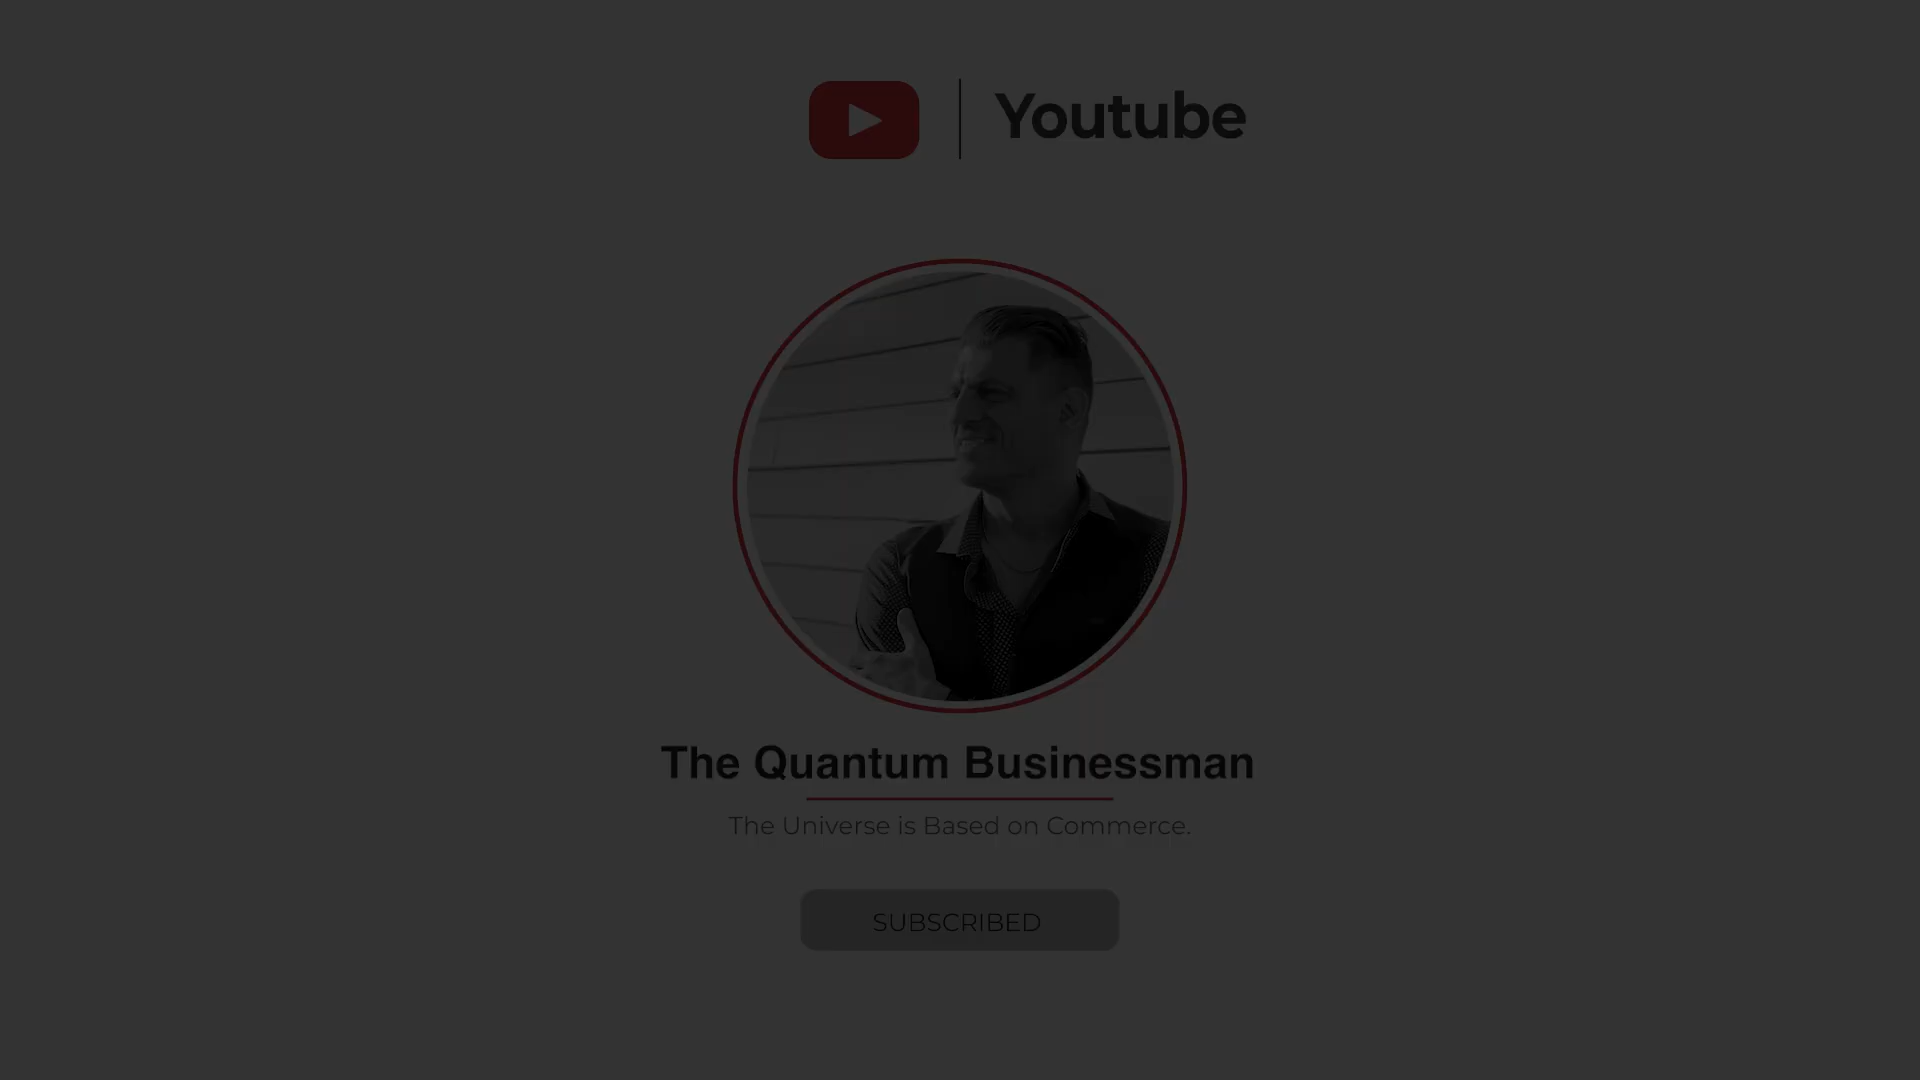 Youtube
The Quantum Businessman
The Universe is Based on Commerce.
SUBSCRIBED